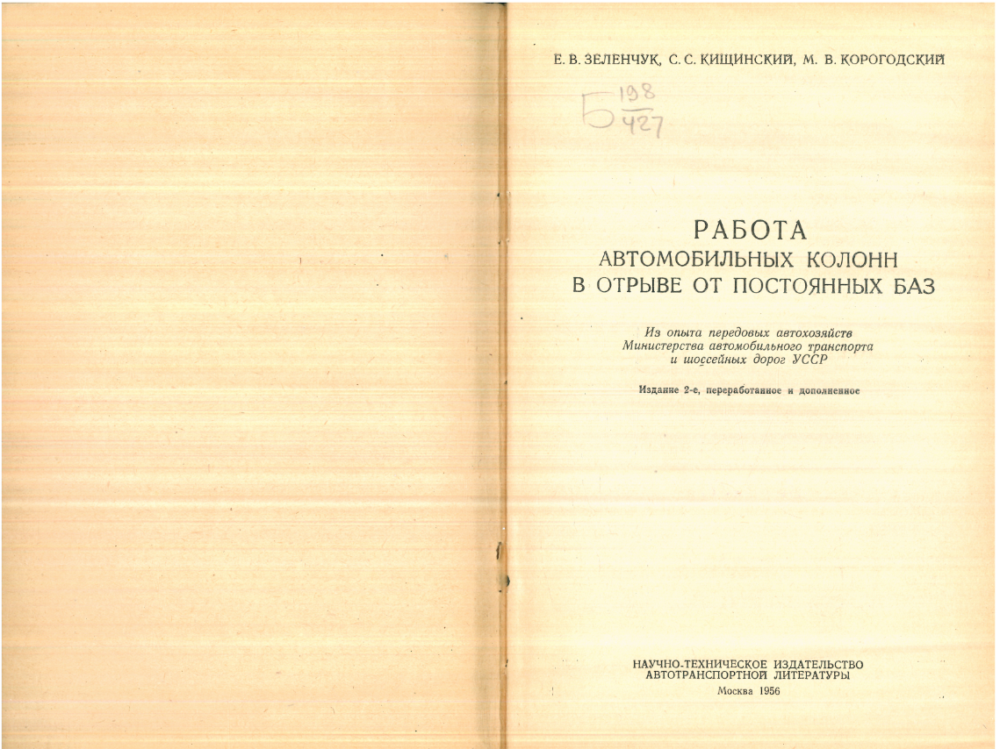 Е. В. ЗЕЛЕНЧУК, С. С. КИЩИНСКИЙ, М. В. КОРОГОДСКИЙ
Б 198
427
РАБОТА
АВТОМОБИЛЬНЫХ КОЛОНН
В ОТРЫВЕ ОТ ПОСТОЯННЫХ БАЗ
Из опыта передовых автохозяйств
Министерства автомобильного транспорта
и шоссейных дорог УССР
Издание 2-е, переработанное и дополненное
НАУЧНО-ТЕХНИЧЕСКОЕ ИЗДАТЕЛЬСТВО
АВТОТРАНСПОРТНОЙ ЛИТЕРАТУРЫ
Москва 1956